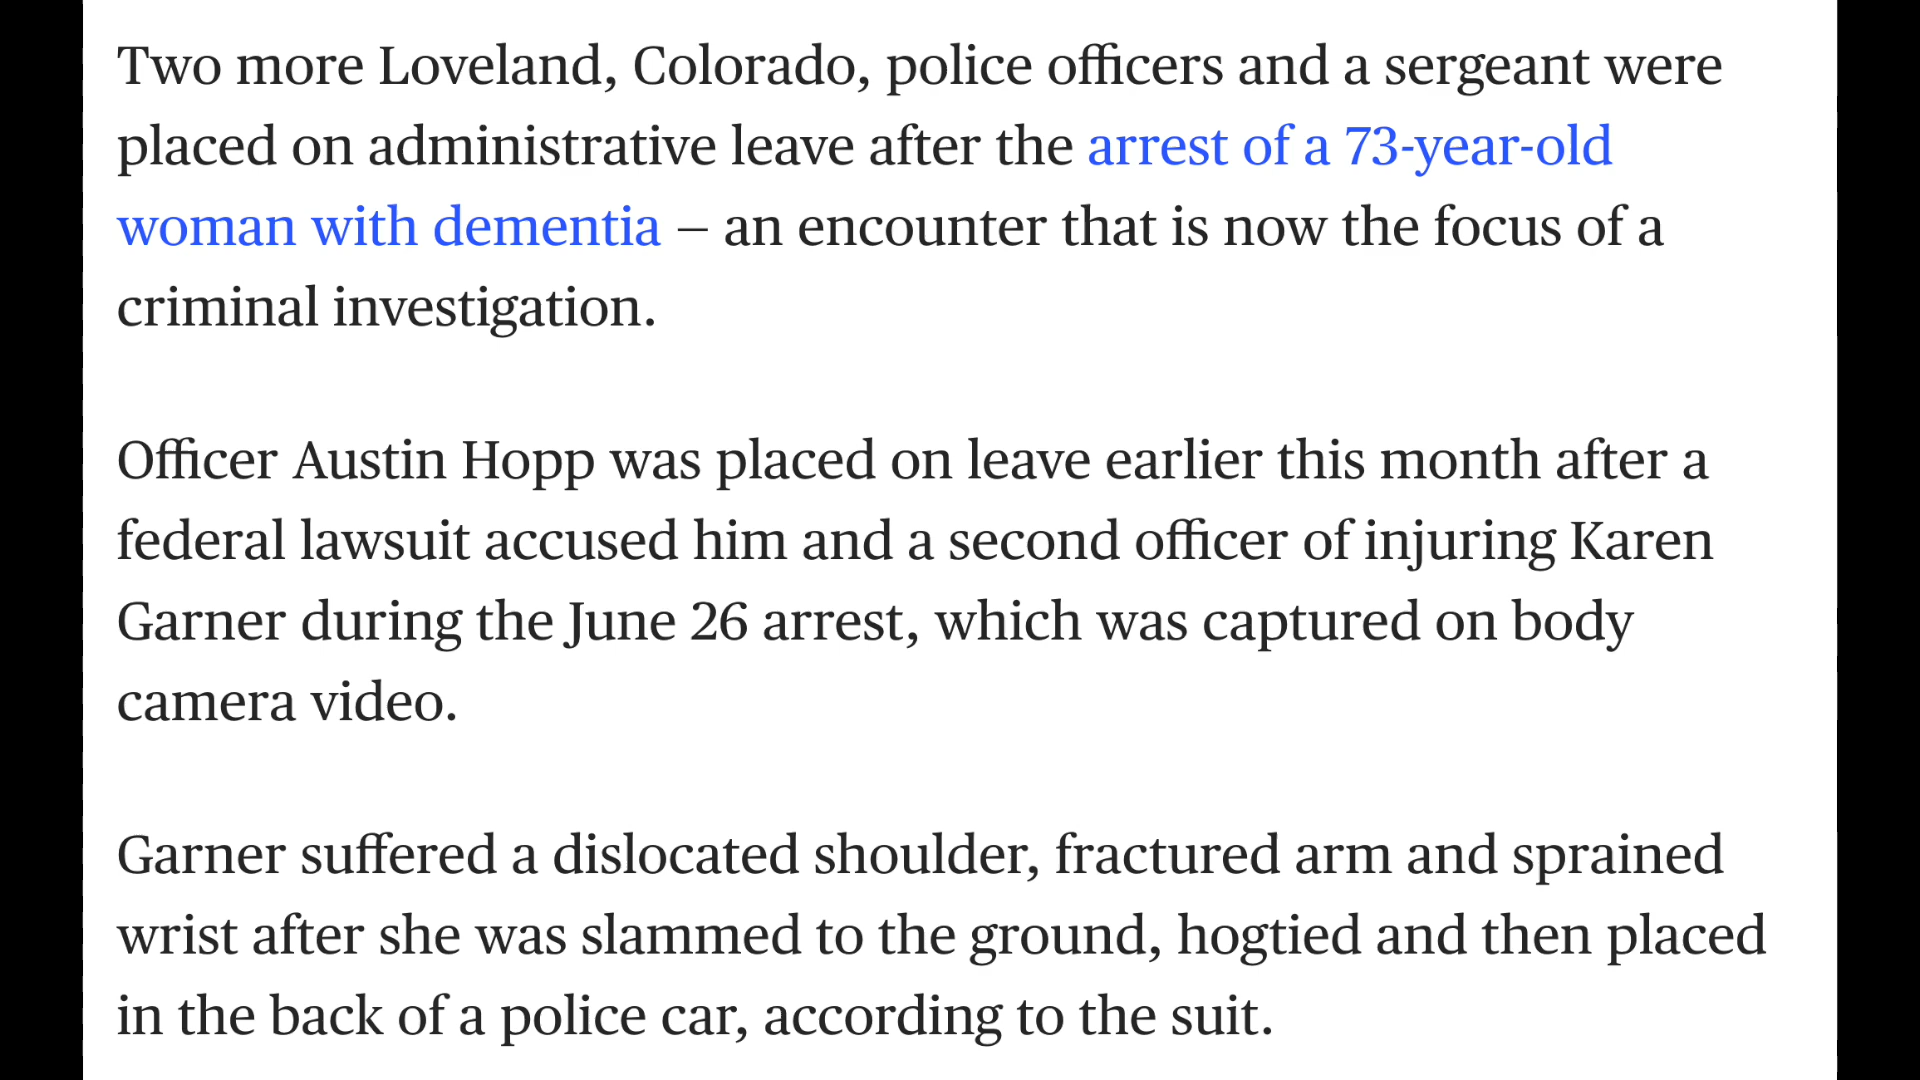 Two more Loveland, Colorado, police officers and a sergeant were
placed on administrative leave after the arrest of a 73-year-old
woman with dementia – an encounter that is now the focus of a
criminal investigation.
Officer Austin Hopp was placed on leave earlier this month after a
federal lawsuit accused him and a second officer of injuring Karen
Garner during the June 26 arrest, which was captured on body
camera video.
Garner suffered a dislocated shoulder, fractured arm and sprained
wrist after she was slammed to the ground, hogtied and then placed
in the back of a police car, according to the suit.